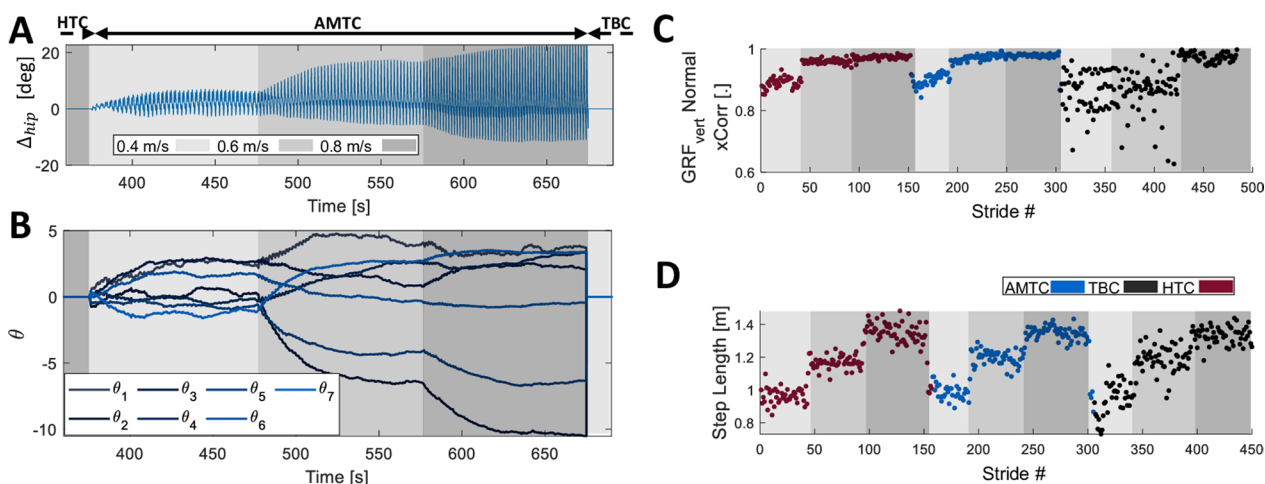 HTC AMTC TBC
A
Δhip [deg]
20
0
-20
0.4 m/s 0.6 m/s 0.8 m/s
400 450 500 550 600 650
Time [s]
B
θ
5
0
-5
-10
θ1 θ3 θ5 θ7
θ2 θ4 θ6
400 450 500 550 600 650
Time [s]
C
GRFvert Normal
xCorr [.]
1
0.8
0.6
0 50 100 150 200 250 300 350 400 450 500
Stride #
D
AMTC TBC HTC
Step Length [m]
1.4
1.2
1
0.8
0 50 100 150 200 250 300 350 400 450
Stride #